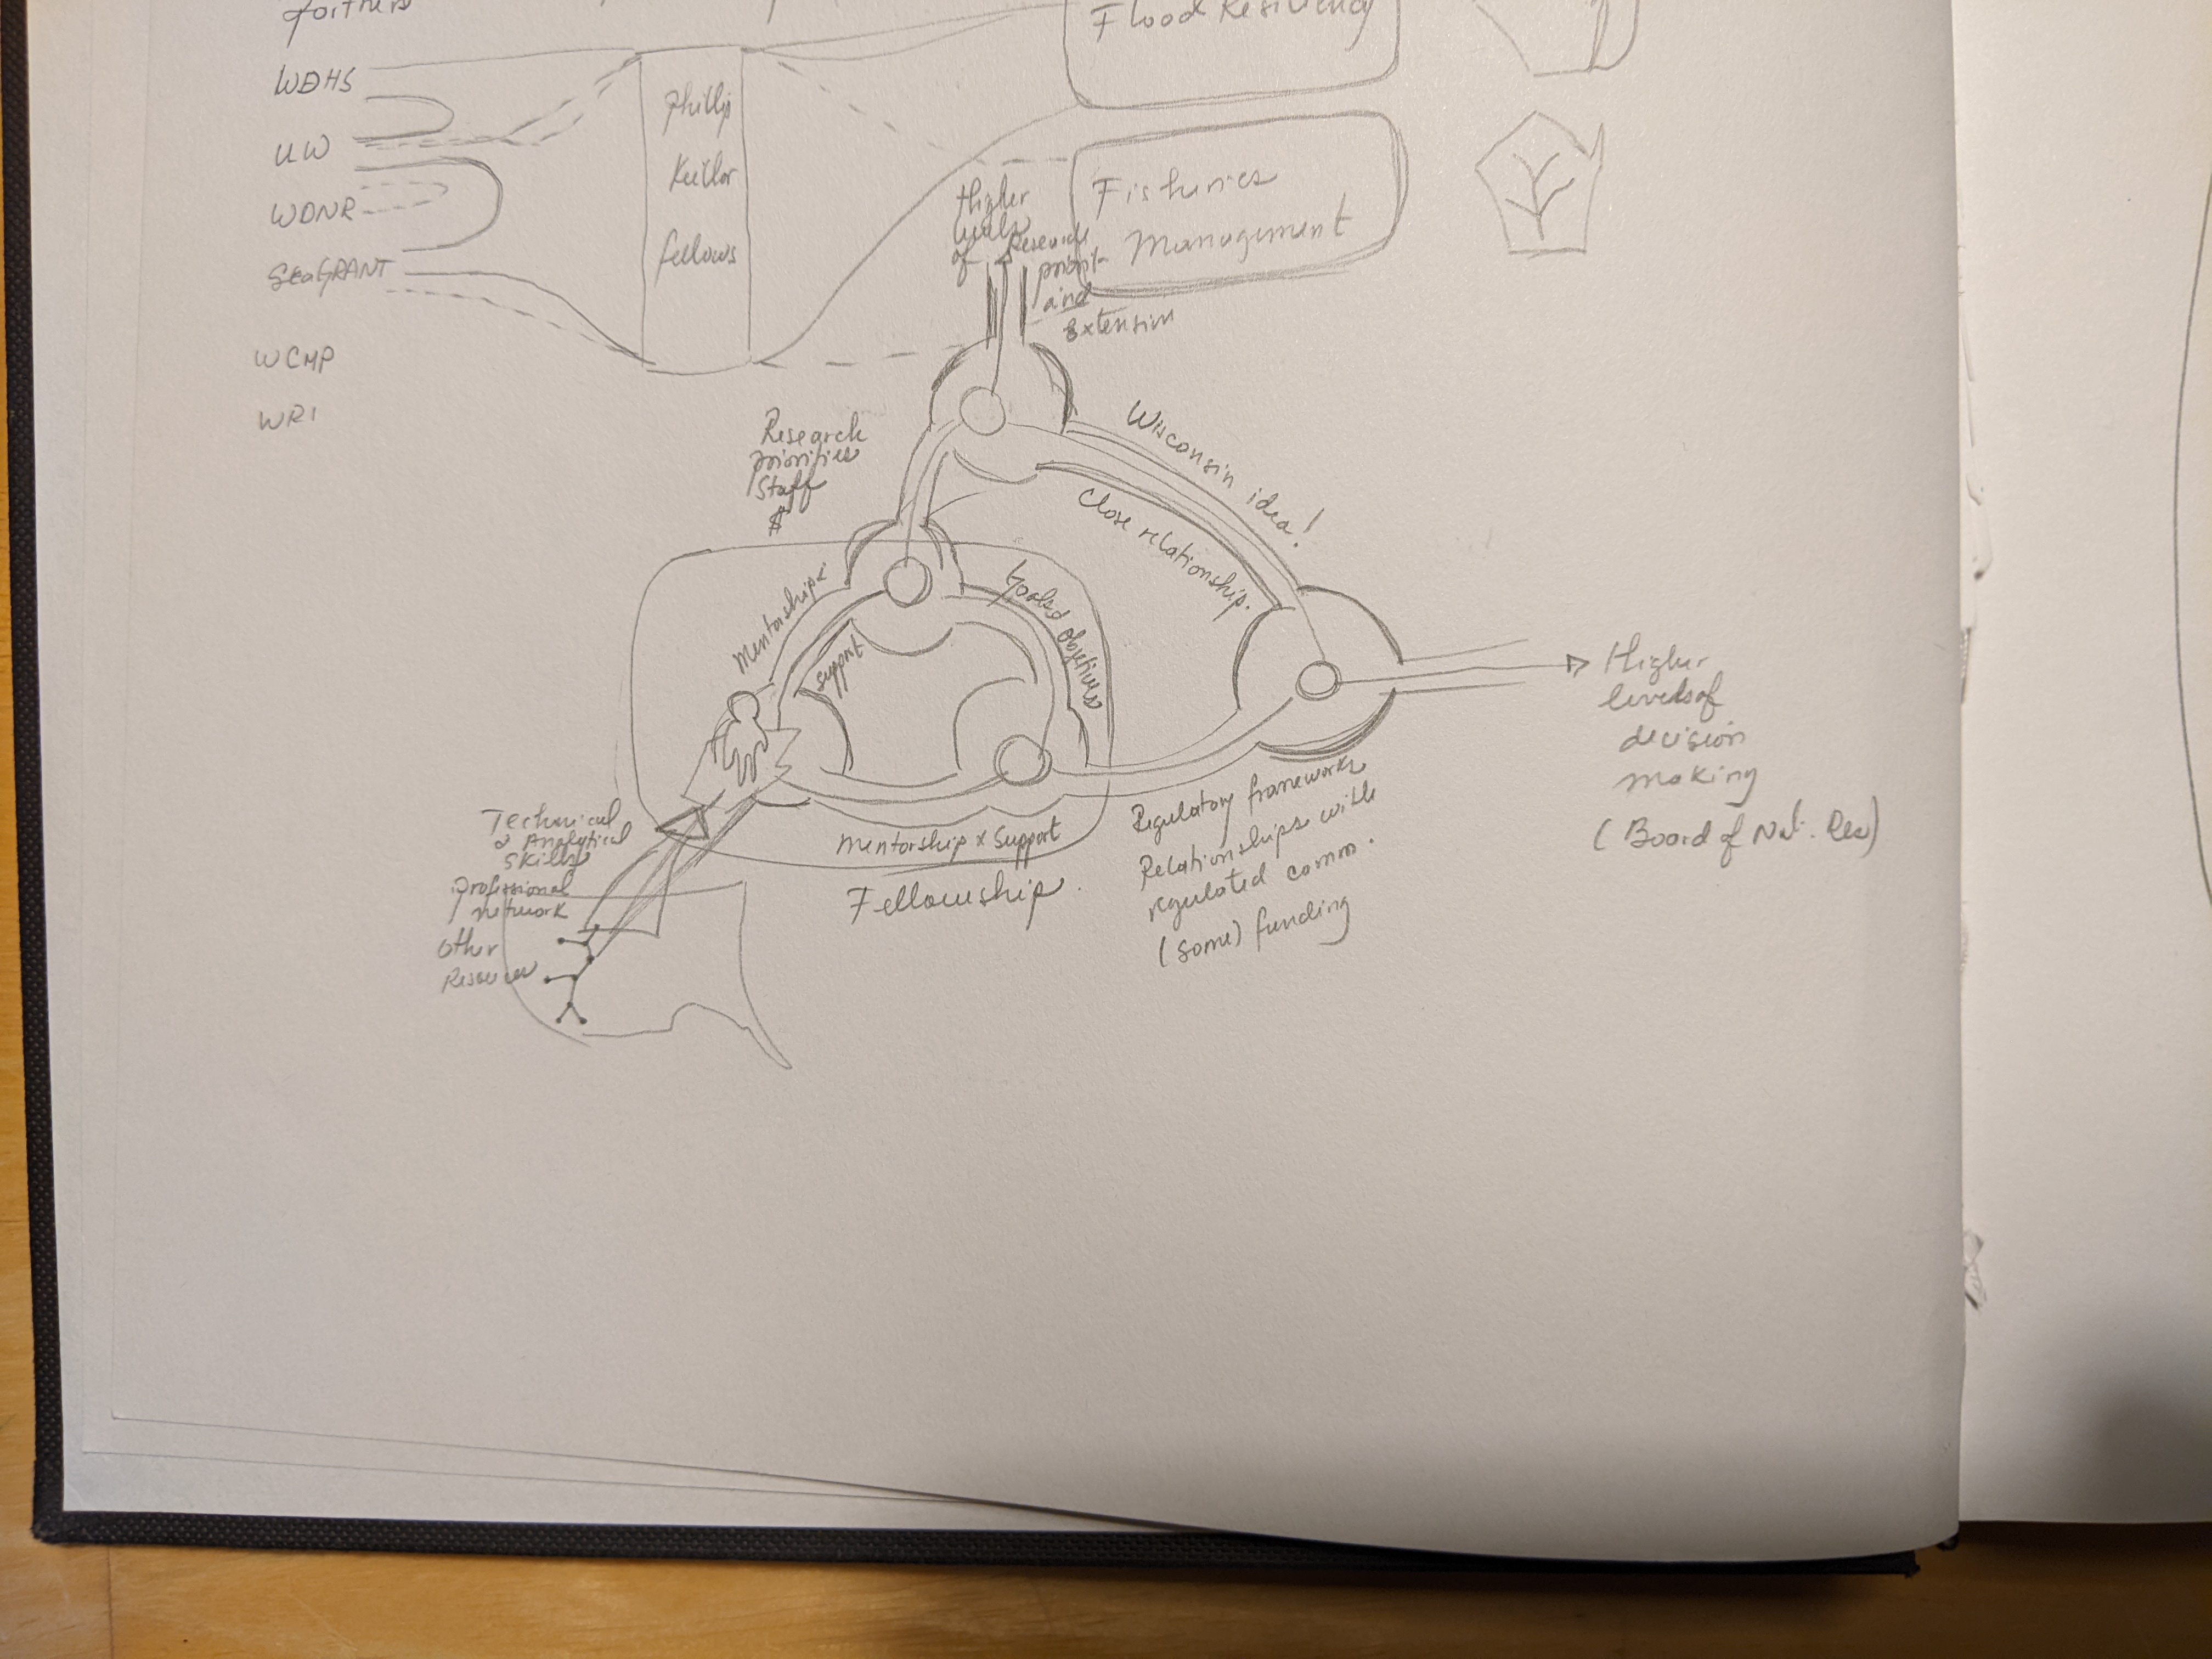 Partners
Flood Resiliency
WDHS
UW
WDNR
SEAGRANT
WCMP
WRI
Phillip
Keillor
fellows
Fisheries
Management
Higher
levels
of
Research
priorit-
and
extension
Research
priorities
Staff
$
Wisconsin idea!
Close relationship.
Mentorship &
support
Goals & objectives
Mentorship & Support
Fellowship.
Higher
levels of
decision
making
(Board of Nat. Res)
Regulatory frameworks
Relationships with
regulated comm.
(some) funding
Technical
& Analytical
skills
professional
network
other
Resources